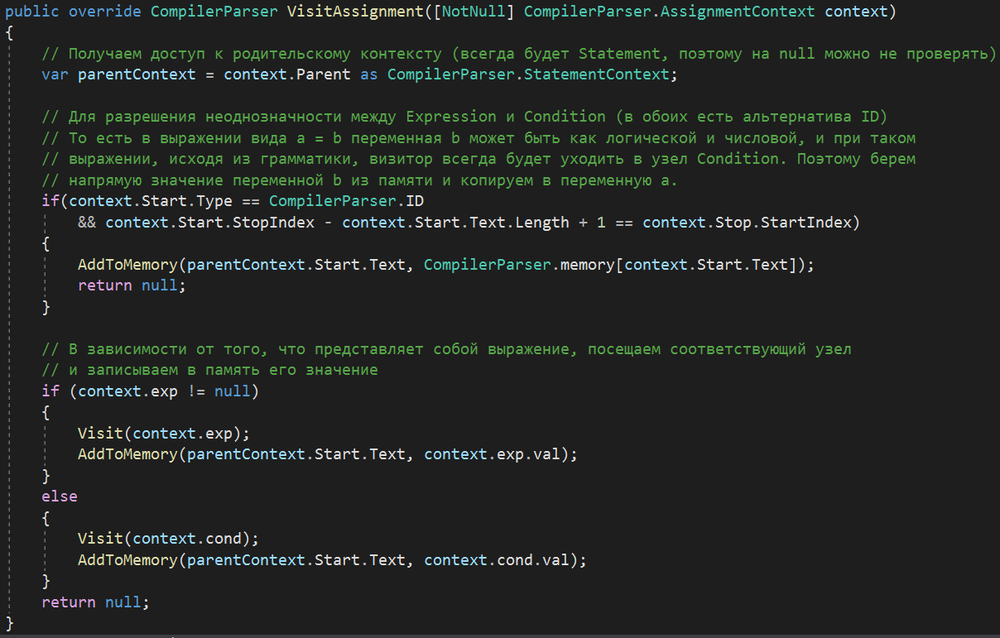 public override CompilerParser VisitAssignment([NotNull] CompilerParser.AssignmentContext context)
{
    // Получаем доступ к родительскому контексту (всегда будет Statement, поэтому на null можно не проверять)
    var parentContext = context.Parent as CompilerParser.StatementContext;

    // Для разрешения неоднозначности между Expression и Condition (в обоих есть альтернатива ID)
    // То есть в выражении вида a = b переменная b может быть как логической и числовой, и при таком
    // выражении, исходя из грамматики, визитор всегда будет уходить в узел Condition. Поэтому берем
    // напрямую значение переменной b из памяти и копируем в переменную a.
    if(context.Start.Type == CompilerParser.ID
        && context.Start.StopIndex - context.Start.Text.Length + 1 == context.Stop.StartIndex)
    {
        AddToMemory(parentContext.Start.Text, CompilerParser.memory[context.Start.Text]);
        return null;
    }

    // В зависимости от того, что представляет собой выражение, посещаем соответствующий узел
    // и записываем в память его значение
    if (context.exp != null)
    {
        Visit(context.exp);
        AddToMemory(parentContext.Start.Text, context.exp.val);
    }
    else
    {
        Visit(context.cond);
        AddToMemory(parentContext.Start.Text, context.cond.val);
    }
    return null;
}